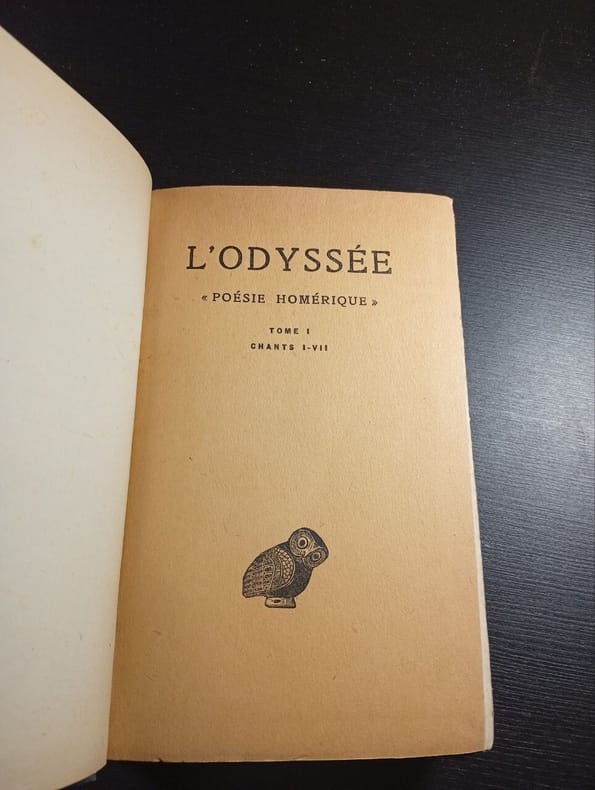 L'ODYSSÉE
« POÉSIE HOMÉRIQUE »
TOME I
CHANTS I-VII